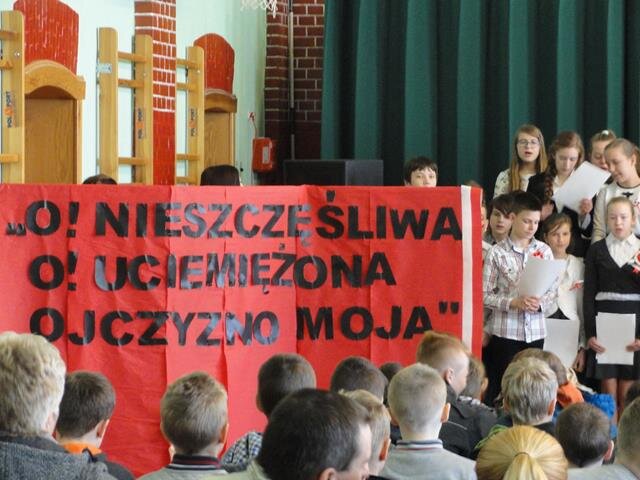 „O! NIESZCZĘŚLIWA
O! UCIEMIĘŻONA
OJCZYZNO MOJA”